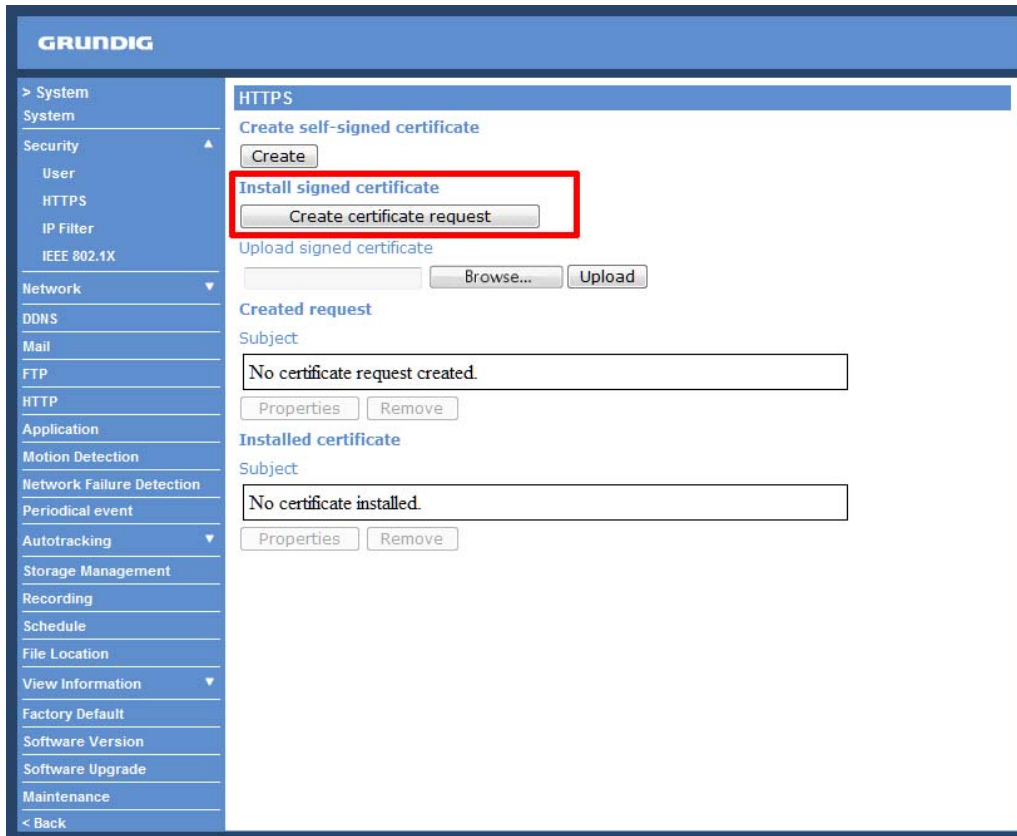 GRUNDIG
> System
System
Security
User
HTTPS
IP Filter
IEEE 802.1X
Network
DDNS
Mail
FTP
HTTP
Application
Motion Detection
Network Failure Detection
Periodical event
Autotracking
Storage Management
Recording
Schedule
File Location
View Information
Factory Default
Software Version
Software Upgrade
Maintenance
< Back
HTTPS
Create self-signed certificate
Create
Install signed certificate
Create certificate request
Upload signed certificate
Browse... Upload
Created request
Subject
No certificate request created.
Properties Remove
Installed certificate
Subject
No certificate installed.
Properties Remove